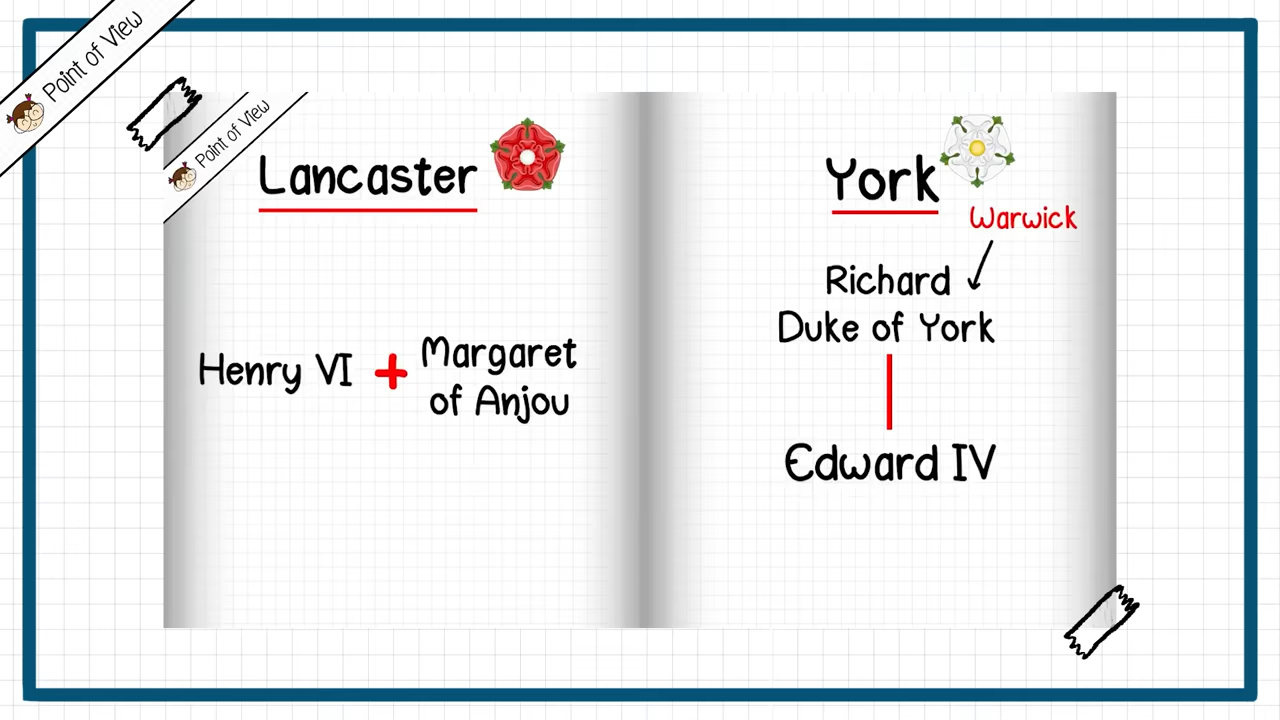 Point of View
Point of View
Lancaster
Henry VI + Margaret
of Anjou
York
Warwick
Richard
Duke of York
Edward IV